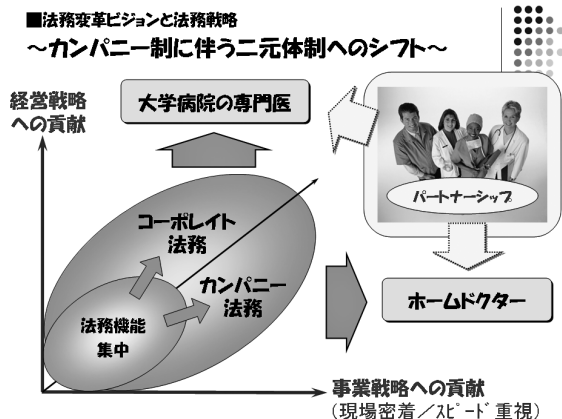 ■法務変革ビジョンと法務戦略
～カンパニー制に伴う二元体制へのシフト～
経営戦略
への貢献
大学病院の専門医
パートナーシップ
コーポレイト
法務
カンパニー
法務
法務機能
集中
ホームドクター
事業戦略への貢献
(現場密着／ｽﾋﾟｰﾄﾞ重視)